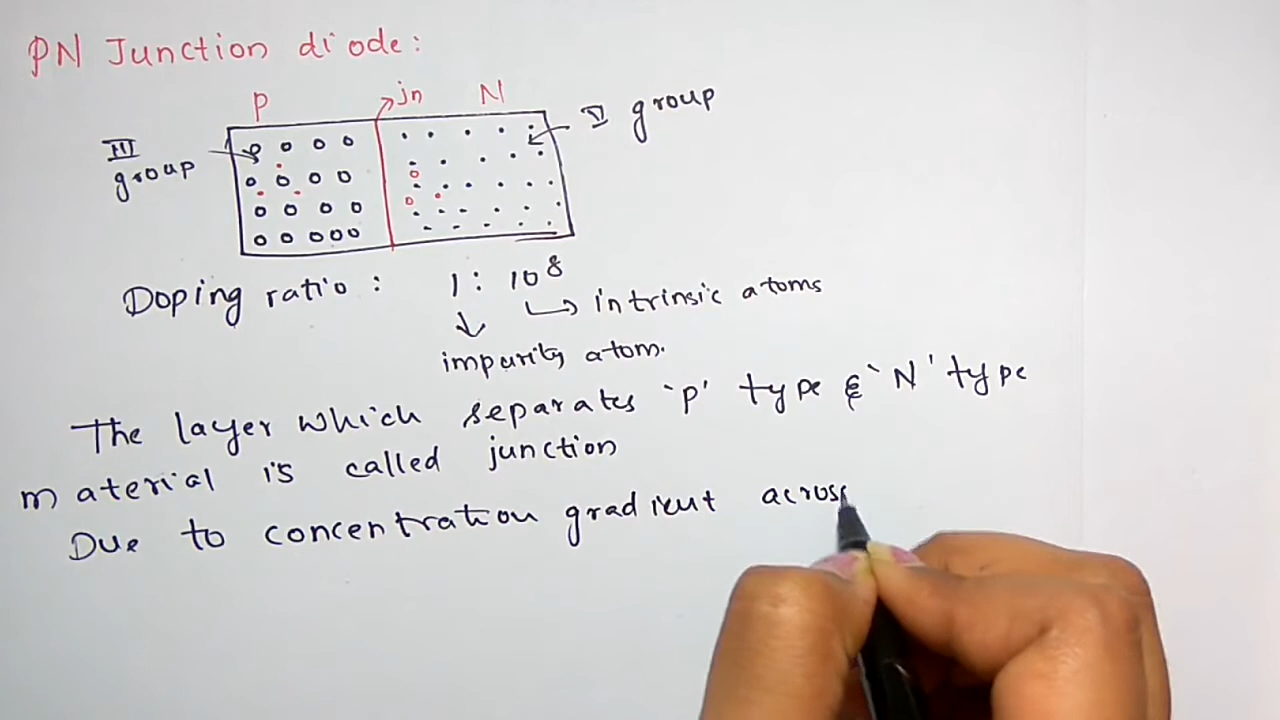 PN Junction diode:
P
jn
N
III
group
V group
Doping ratio : 1 : 10⁸
intrinsic atoms
impurity atom.
The layer which separates 'P' type & 'N' type
material is called junction
Due to concentration gradient across